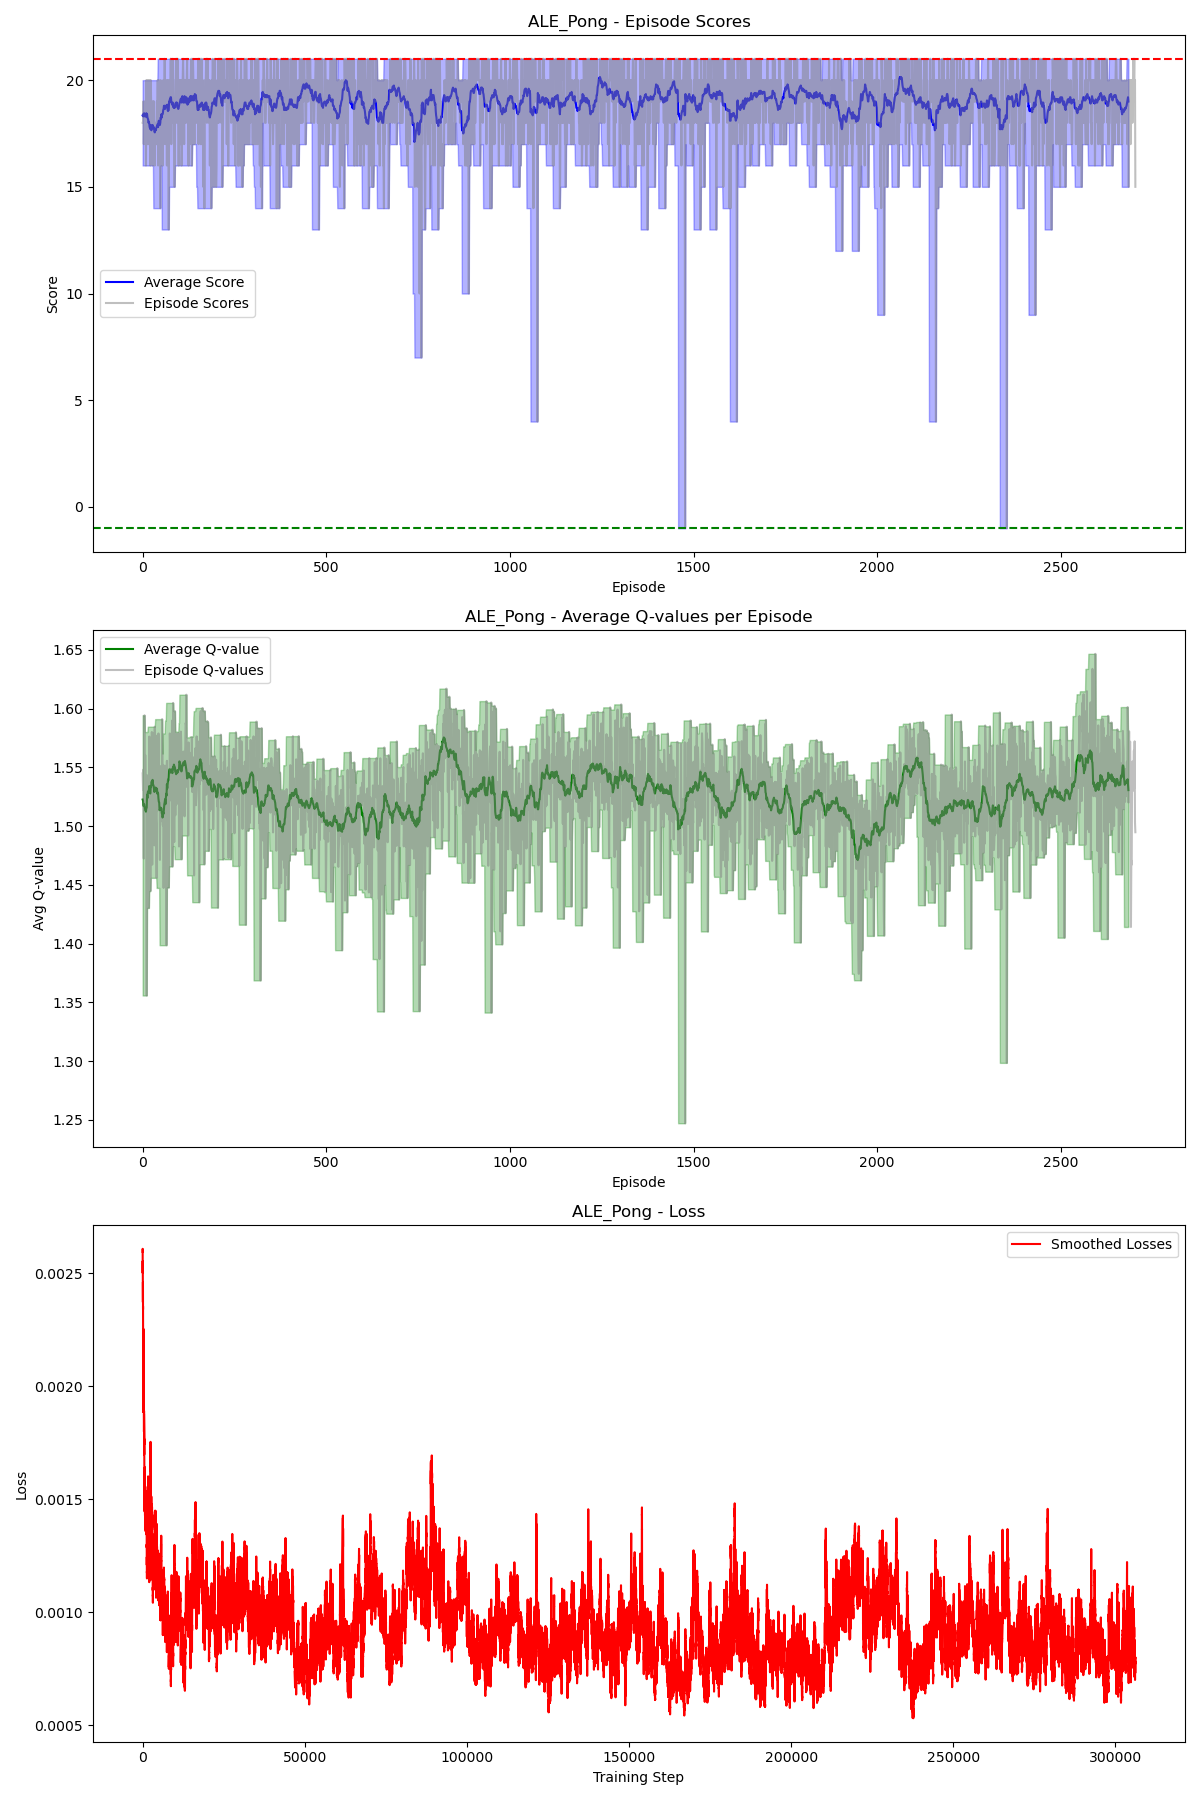 ALE_Pong - Episode Scores
20
15
10
5
0
Score
Average Score
Episode Scores
0 500 1000 1500 2000 2500
Episode
ALE_Pong - Average Q-values per Episode
1.65
1.60
1.55
1.50
1.45
1.40
1.35
1.30
1.25
Avg Q-value
Average Q-value
Episode Q-values
0 500 1000 1500 2000 2500
Episode
ALE_Pong - Loss
0.0025
0.0020
0.0015
0.0010
0.0005
Loss
Smoothed Losses
0 50000 100000 150000 200000 250000 300000
Training Step